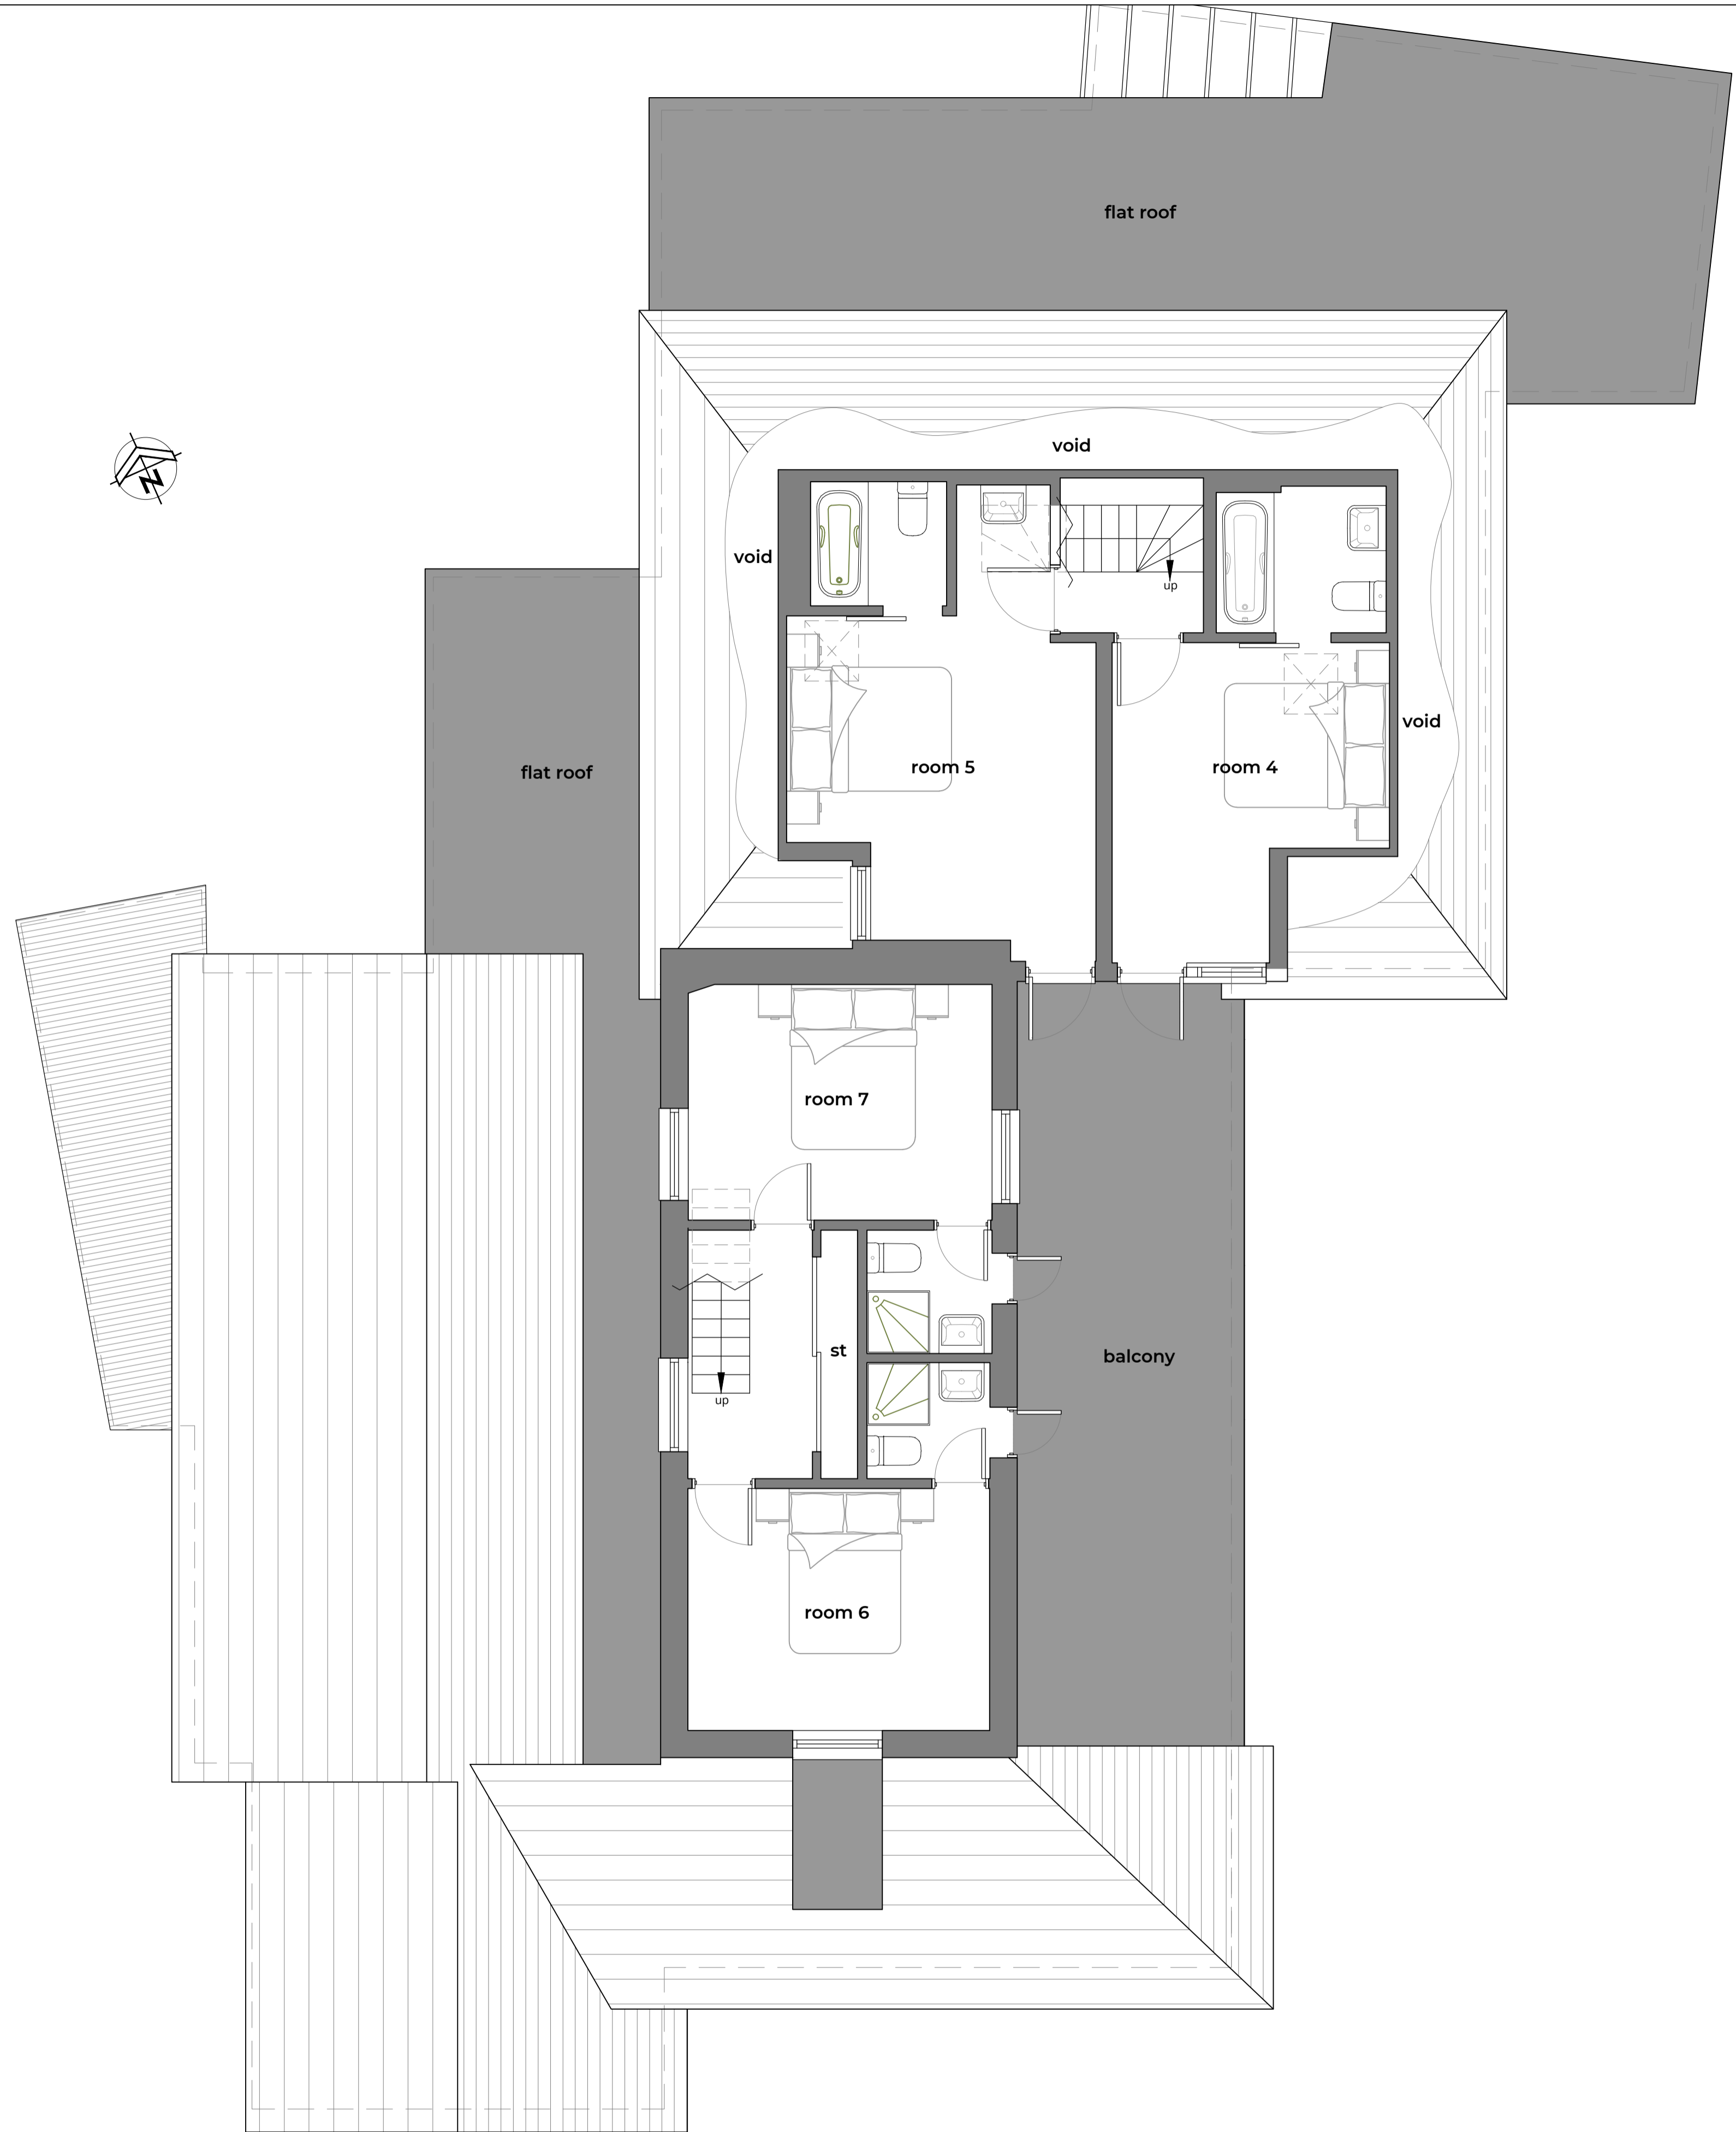 flat roof
void
void
up
void
room 5
room 4
flat roof
N
room 7
st
balcony
up
room 6